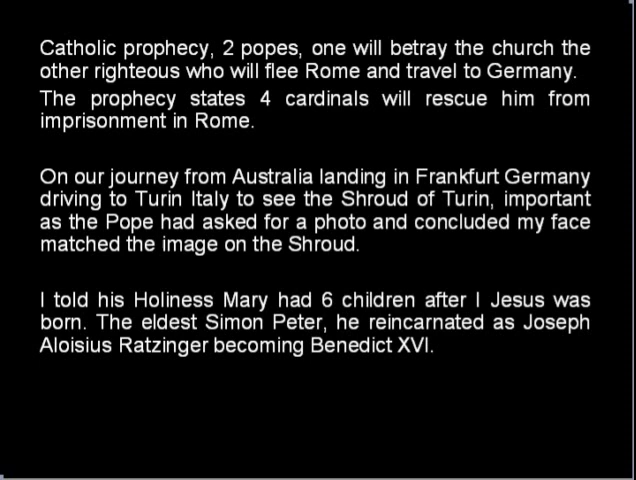 Catholic prophecy, 2 popes, one will betray the church the
other righteous who will flee Rome and travel to Germany.
The prophecy states 4 cardinals will rescue him from
imprisonment in Rome.
On our journey from Australia landing in Frankfurt Germany
driving to Turin Italy to see the Shroud of Turin, important
as the Pope had asked for a photo and concluded my face
matched the image on the Shroud.
I told his Holiness Mary had 6 children after I Jesus was
born. The eldest Simon Peter, he reincarnated as Joseph
Aloisius Ratzinger becoming Benedict XVI.